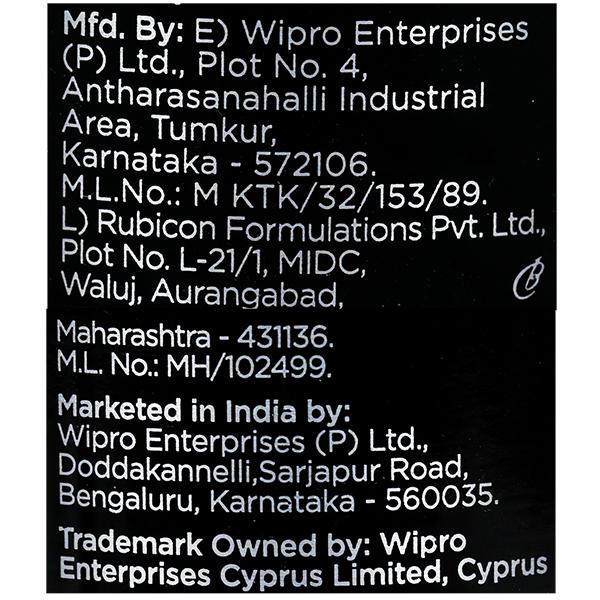 Mfd. By: E) Wipro Enterprises
(P) Ltd., Plot No. 4,
Antharasanahalli Industrial
Area, Tumkur,
Karnataka - 572106.
M.L.No.: M KTK/32/153/89.
L) Rubicon Formulations Pvt. Ltd.,
Plot No. L-21/1, MIDC,
Waluj, Aurangabad,
Maharashtra - 431136.
M.L. No.: MH/102499.
Marketed in India by:
Wipro Enterprises (P) Ltd.,
Doddakannelli,Sarjapur Road,
Bengaluru, Karnataka - 560035.
Trademark Owned by: Wipro
Enterprises Cyprus Limited, Cyprus